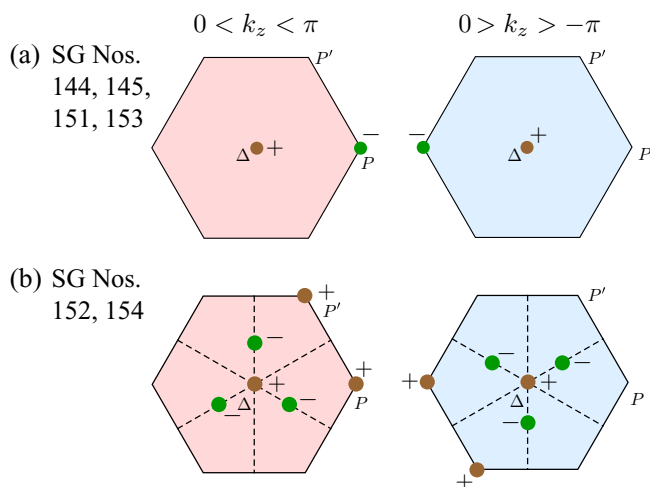 0 < k_z < π
0 > k_z > −π
(a) SG Nos.
144, 145,
151, 153
P′
Δ +
−
P
P′
−
+
Δ
P
(b) SG Nos.
152, 154
+
P′
−
+
+
Δ
−
−
P
P′
−
−
+
+
Δ
−
P
+